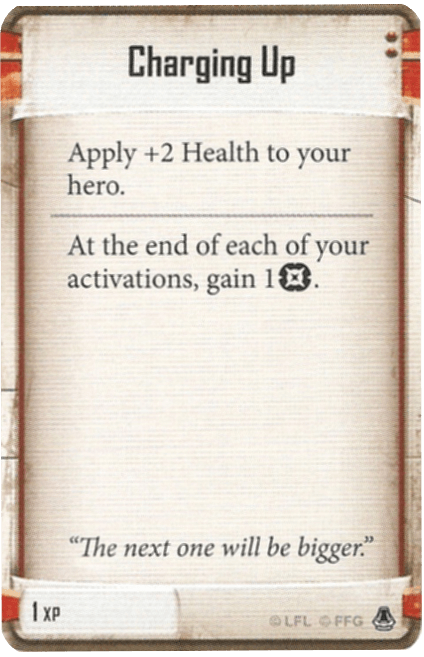 Charging Up
Apply +2 Health to your
hero.
At the end of each of your
activations, gain 1.
“The next one will be bigger.”
1 XP
© LFL © FFG